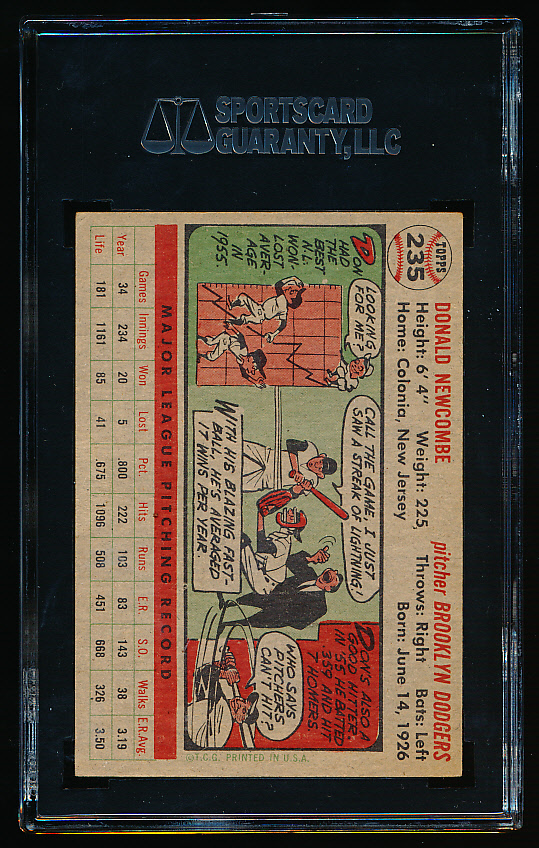 SPORTSCARD
GUARANTY, LLC
TOPPS
235
DONALD NEWCOMBE pitcher BROOKLYN DODGERS
Height: 6' 4" Weight: 225, Throws: Right Bats: Left
Home: Colonia, New Jersey Born: June 14, 1926
DON
HAD
THE
BEST
N.L.
WON-
LOST
AVER-
AGE
IN
1955.
LOOKING
FOR ME?
CALL THE GAME, I JUST
SAW A STREAK OF LIGHTNING!
WITH HIS BLAZING FAST-
BALL, HE'S AVERAGED
17 WINS PER YEAR.
DON'S ALSO A
GOOD HITTER.
IN '55 HE BATTED
.359 AND HIT
7 HOMERS.
WHO SAYS
PITCHERS
CAN'T HIT?
MAJOR LEAGUE PITCHING RECORD
Games Innings Won Lost Pct. Hits Runs E.R. S.O. Walks E.R.Avg.
Year 34 234 20 5 .800 222 103 83 143 38 3.19
Life 181 1161 85 41 .675 1096 508 451 668 326 3.50
©T.C.G. PRINTED IN U.S.A.